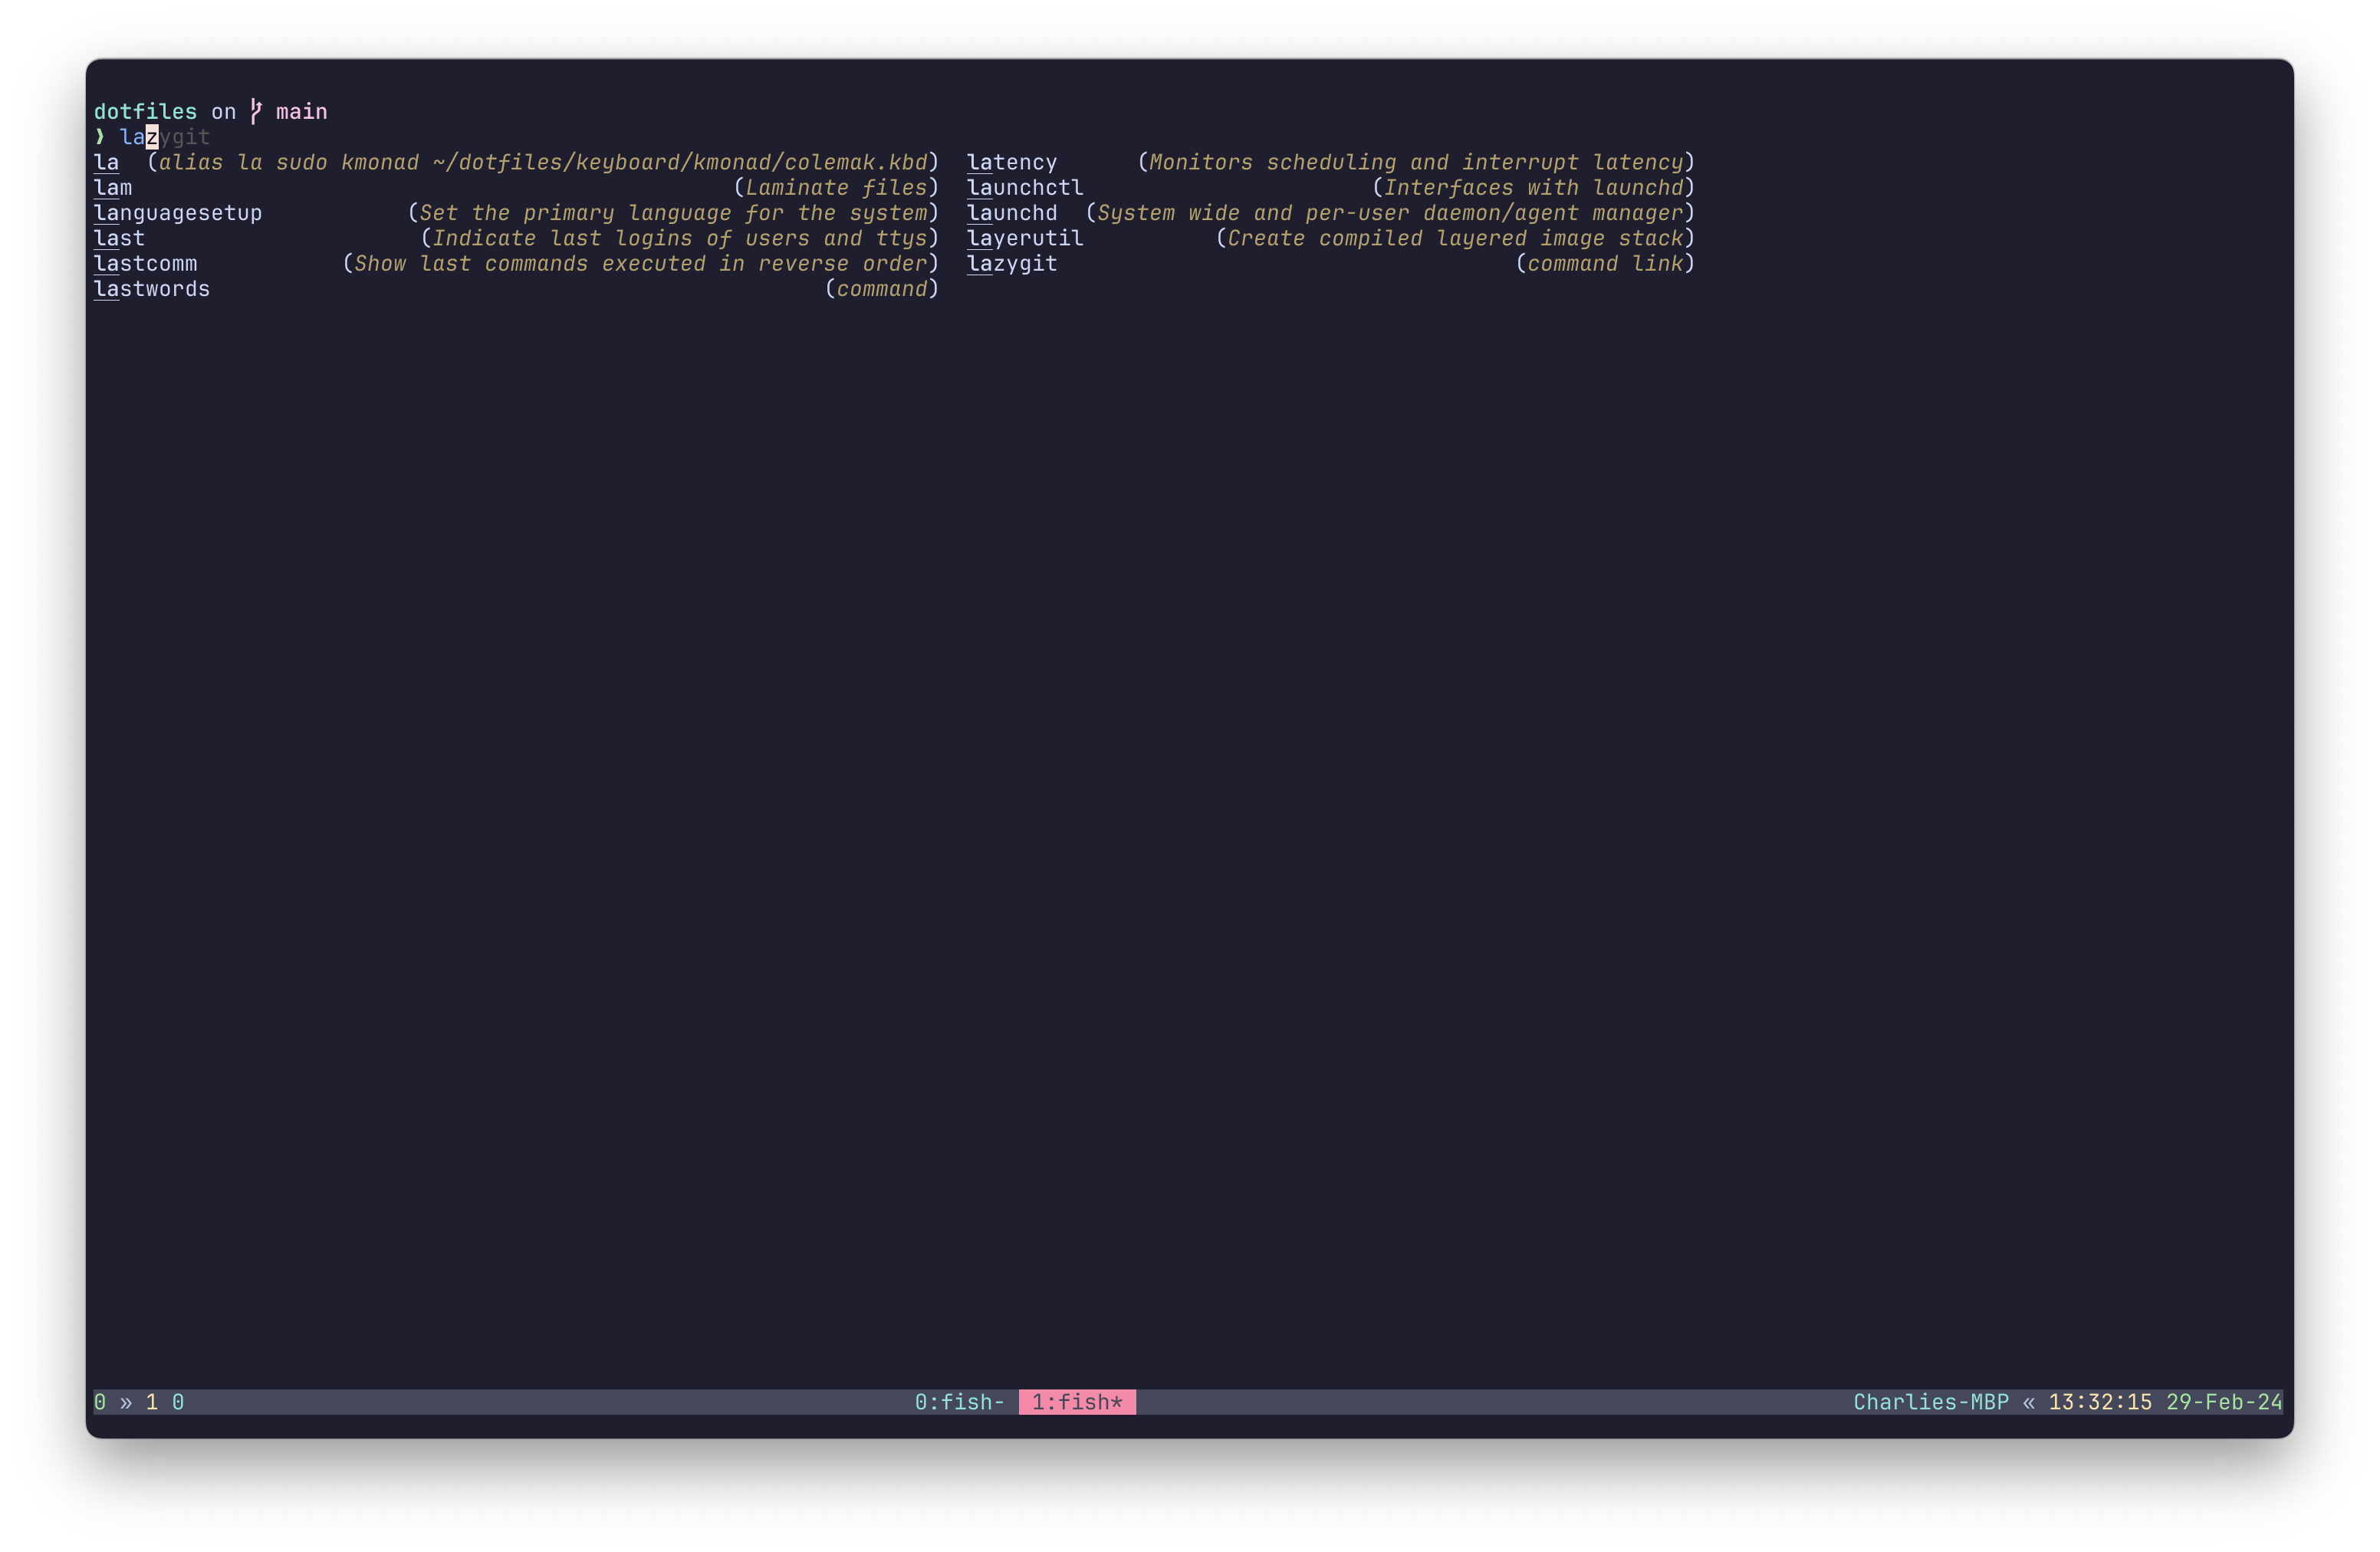 dotfiles on main
❯ lazygit
la (alias la sudo kmonad ~/dotfiles/keyboard/kmonad/colemak.kbd) latency (Monitors scheduling and interrupt latency)
lam (Laminate files) launchctl (Interfaces with launchd)
languagesetup (Set the primary language for the system) launchd (System wide and per-user daemon/agent manager)
last (Indicate last logins of users and ttys) layerutil (Create compiled layered image stack)
lastcomm (Show last commands executed in reverse order) lazygit (command link)
lastwords (command)
0 » 1 0 0:fish- 1:fish* Charlies-MBP « 13:32:15 29-Feb-24